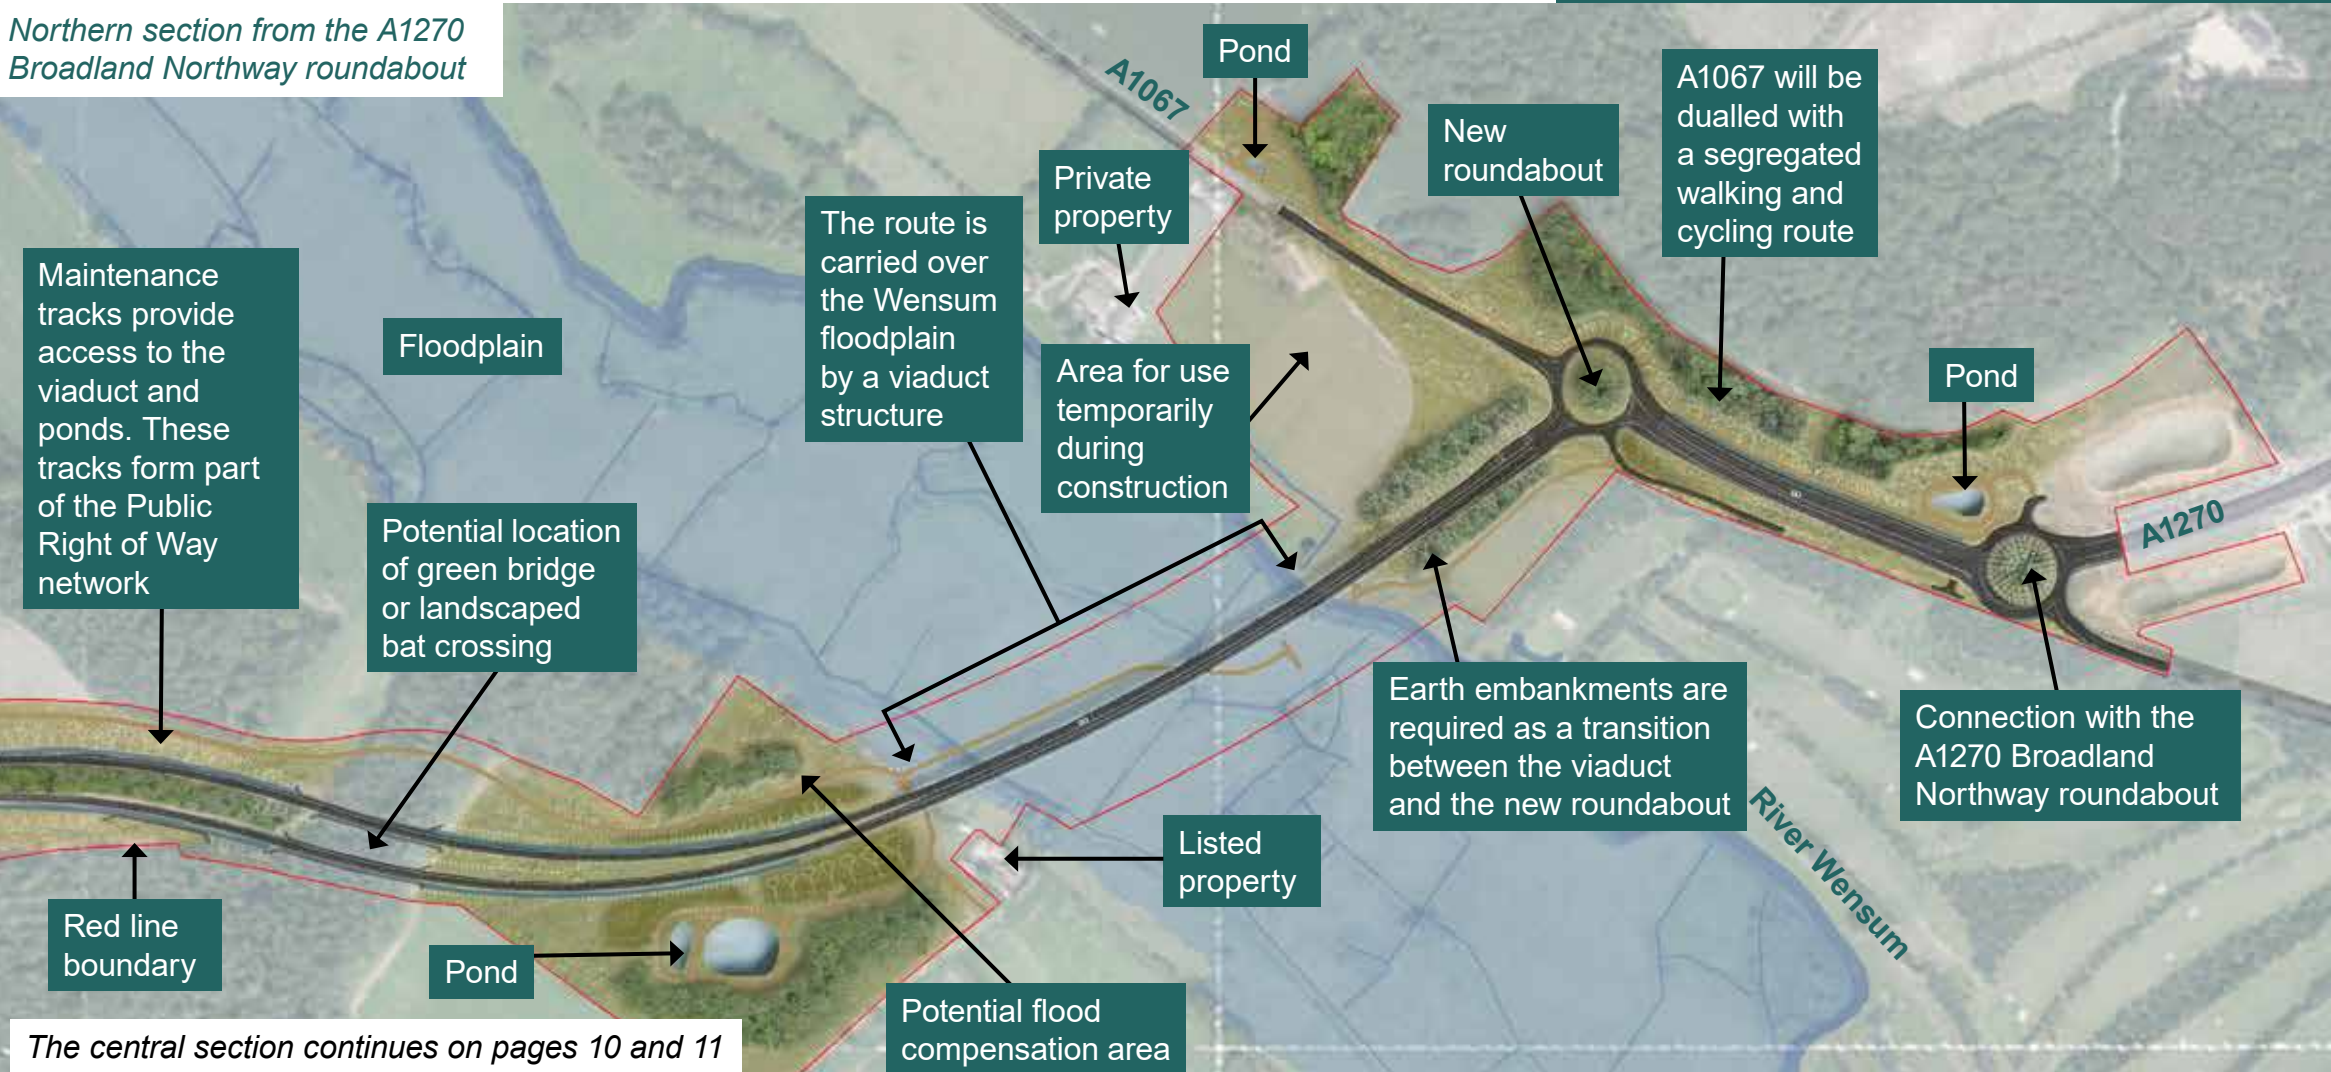 Northern section from the A1270
Broadland Northway roundabout
A1067
Pond
A1067 will be
dualled with
a segregated
walking and
cycling route
New
roundabout
Private
property
The route is
carried over
the Wensum
floodplain
by a viaduct
structure
Maintenance
tracks provide
access to the
viaduct and
ponds. These
tracks form part
of the Public
Right of Way
network
Floodplain
Area for use
temporarily
during
construction
Pond
A1270
Potential location
of green bridge
or landscaped
bat crossing
Earth embankments are
required as a transition
between the viaduct
and the new roundabout
Connection with the
A1270 Broadland
Northway roundabout
River Wensum
Listed
property
Red line
boundary
Pond
Potential flood
compensation area
The central section continues on pages 10 and 11